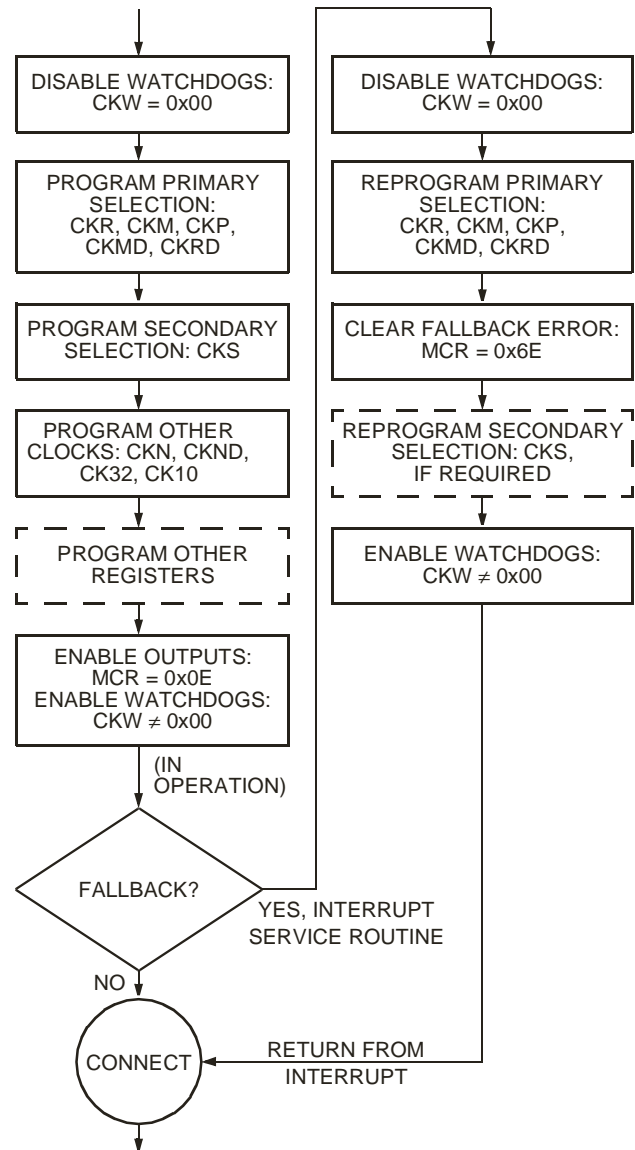 DISABLE WATCHDOGS:
CKW = 0x00
PROGRAM PRIMARY
SELECTION:
CKR, CKM, CKP,
CKMD, CKRD
PROGRAM SECONDARY
SELECTION: CKS
PROGRAM OTHER
CLOCKS: CKN, CKND,
CK32, CK10
PROGRAM OTHER
REGISTERS
ENABLE OUTPUTS:
MCR = 0x0E
ENABLE WATCHDOGS:
CKW ≠ 0x00
(IN
OPERATION)
FALLBACK?
YES, INTERRUPT
SERVICE ROUTINE
NO
CONNECT
DISABLE WATCHDOGS:
CKW = 0x00
REPROGRAM PRIMARY
SELECTION:
CKR, CKM, CKP,
CKMD, CKRD
CLEAR FALLBACK ERROR:
MCR = 0x6E
REPROGRAM SECONDARY
SELECTION: CKS,
IF REQUIRED
ENABLE WATCHDOGS:
CKW ≠ 0x00
RETURN FROM
INTERRUPT